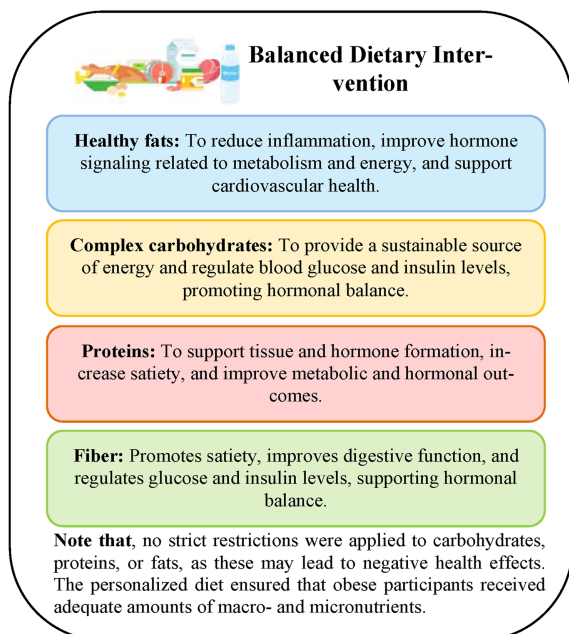 Balanced Dietary Inter-
vention
Healthy fats: To reduce inflammation, improve hormone
signaling related to metabolism and energy, and support
cardiovascular health.
Complex carbohydrates: To provide a sustainable source
of energy and regulate blood glucose and insulin levels,
promoting hormonal balance.
Proteins: To support tissue and hormone formation, in-
crease satiety, and improve metabolic and hormonal out-
comes.
Fiber: Promotes satiety, improves digestive function, and
regulates glucose and insulin levels, supporting hormonal
balance.
Note that, no strict restrictions were applied to carbohydrates,
proteins, or fats, as these may lead to negative health effects.
The personalized diet ensured that obese participants received
adequate amounts of macro- and micronutrients.